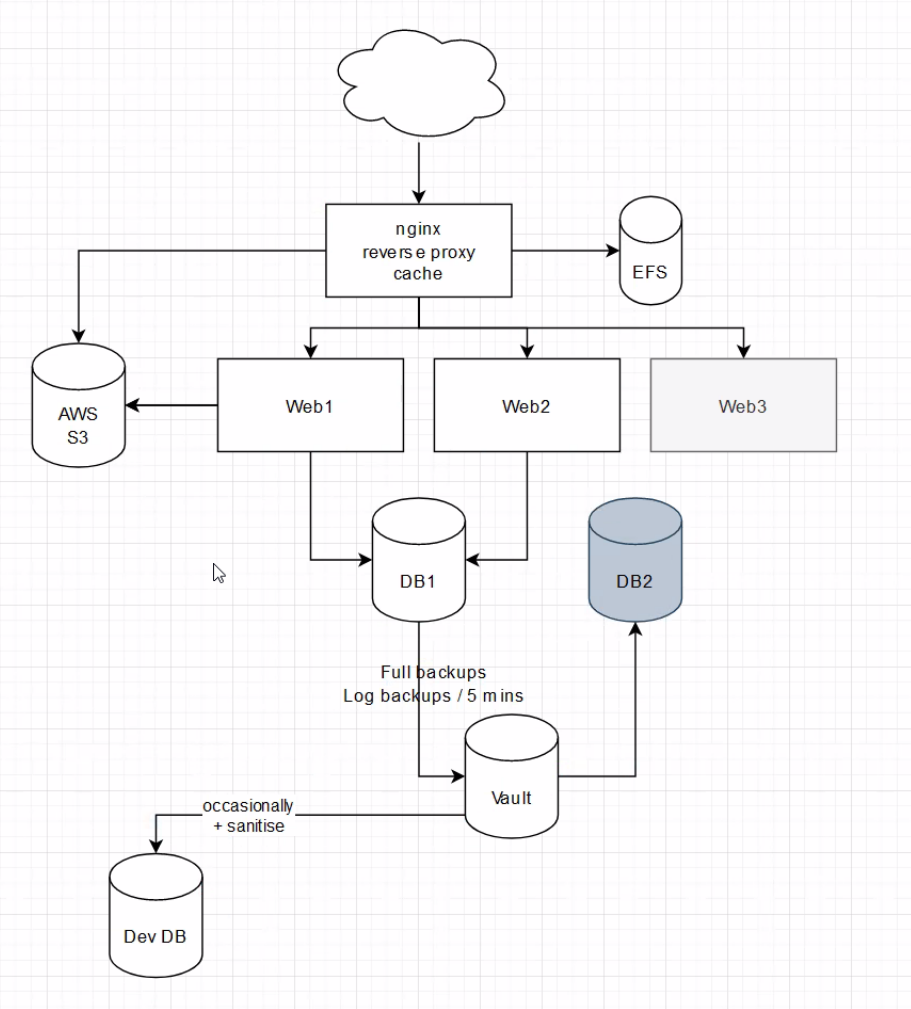 nginx
reverse proxy
cache
EFS
AWS
S3
Web1
Web2
Web3
DB1
DB2
Full backups
Log backups / 5 mins
Vault
occasionally
+ sanitise
Dev DB